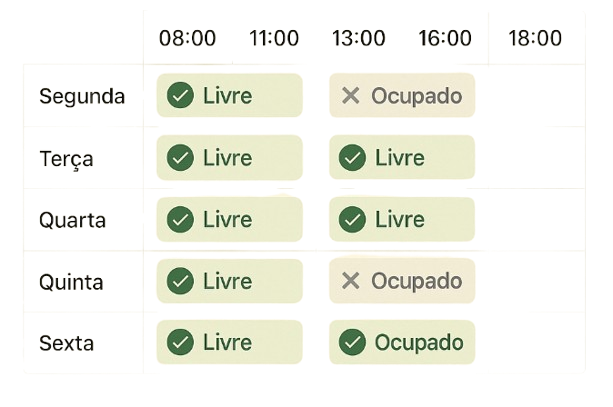 08:00 11:00 13:00 16:00 18:00
Segunda Livre Ocupado
Terça Livre Livre
Quarta Livre Livre
Quinta Livre Ocupado
Sexta Livre Ocupado